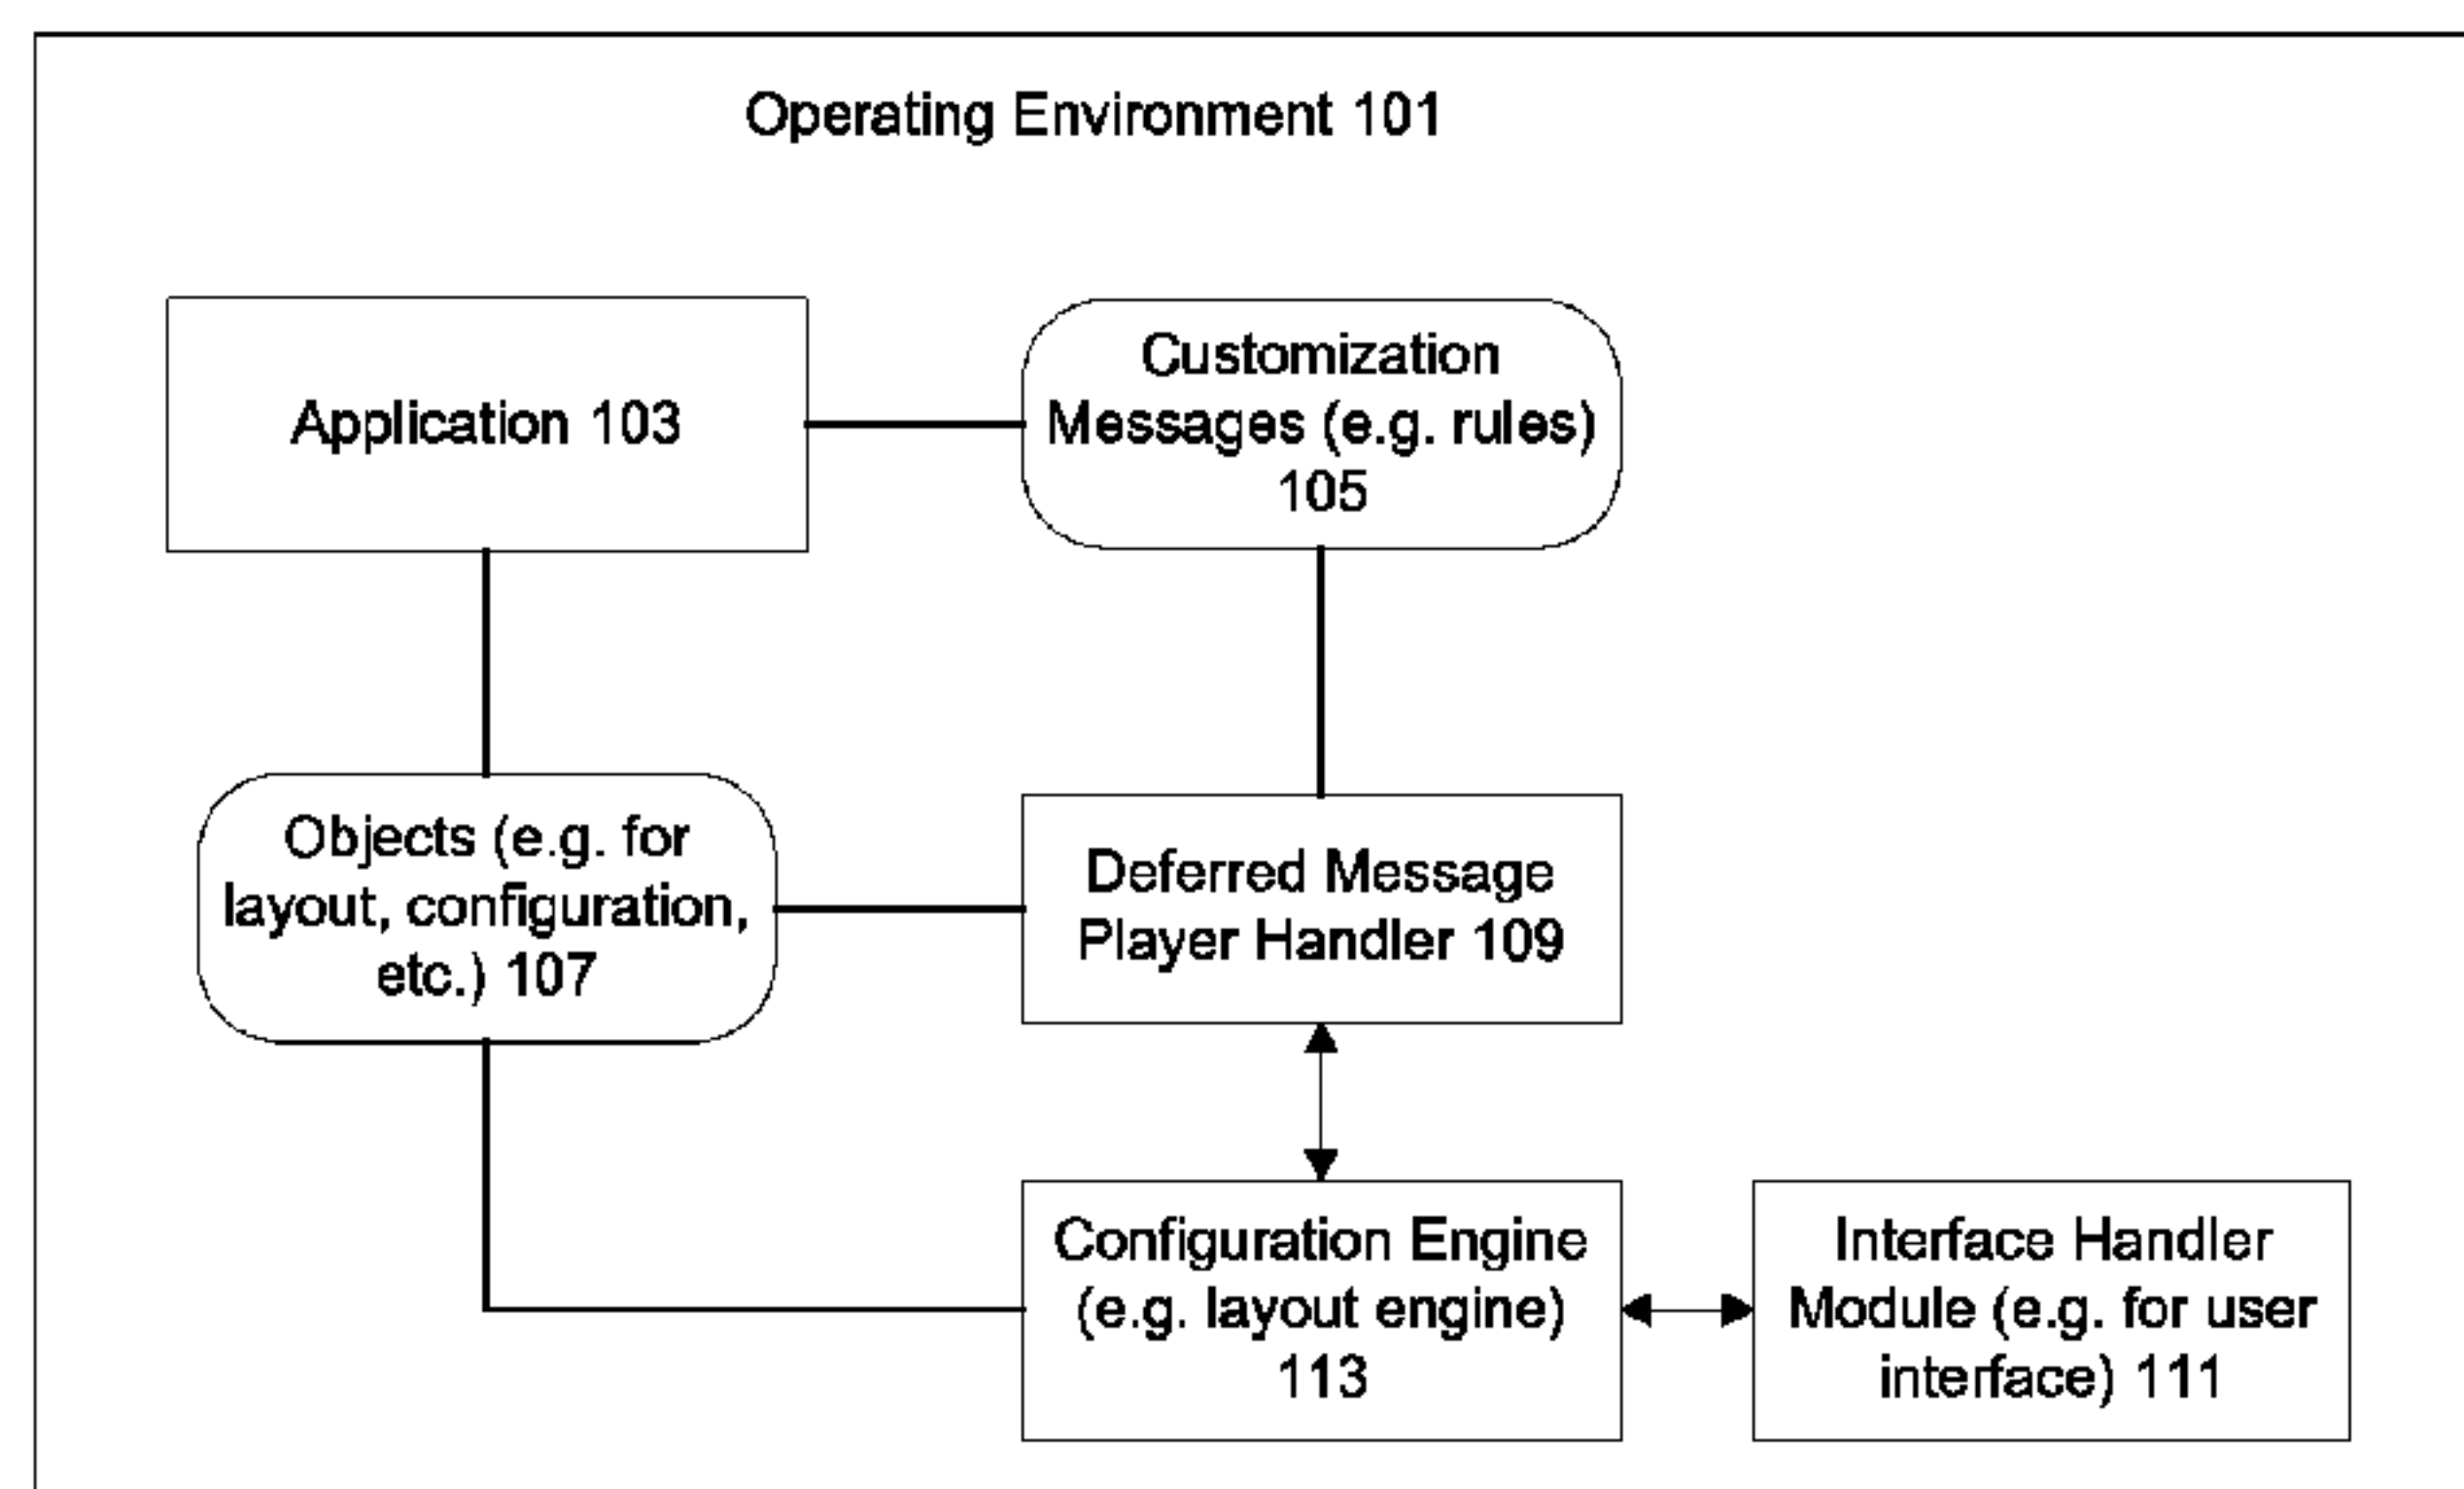 Operating Environment 101
Application 103
Customization
Messages (e.g. rules)
105
Objects (e.g. for
layout, configuration,
etc.) 107
Deferred Message
Player Handler 109
Configuration Engine
(e.g. layout engine)
113
Interface Handler
Module (e.g. for user
interface) 111